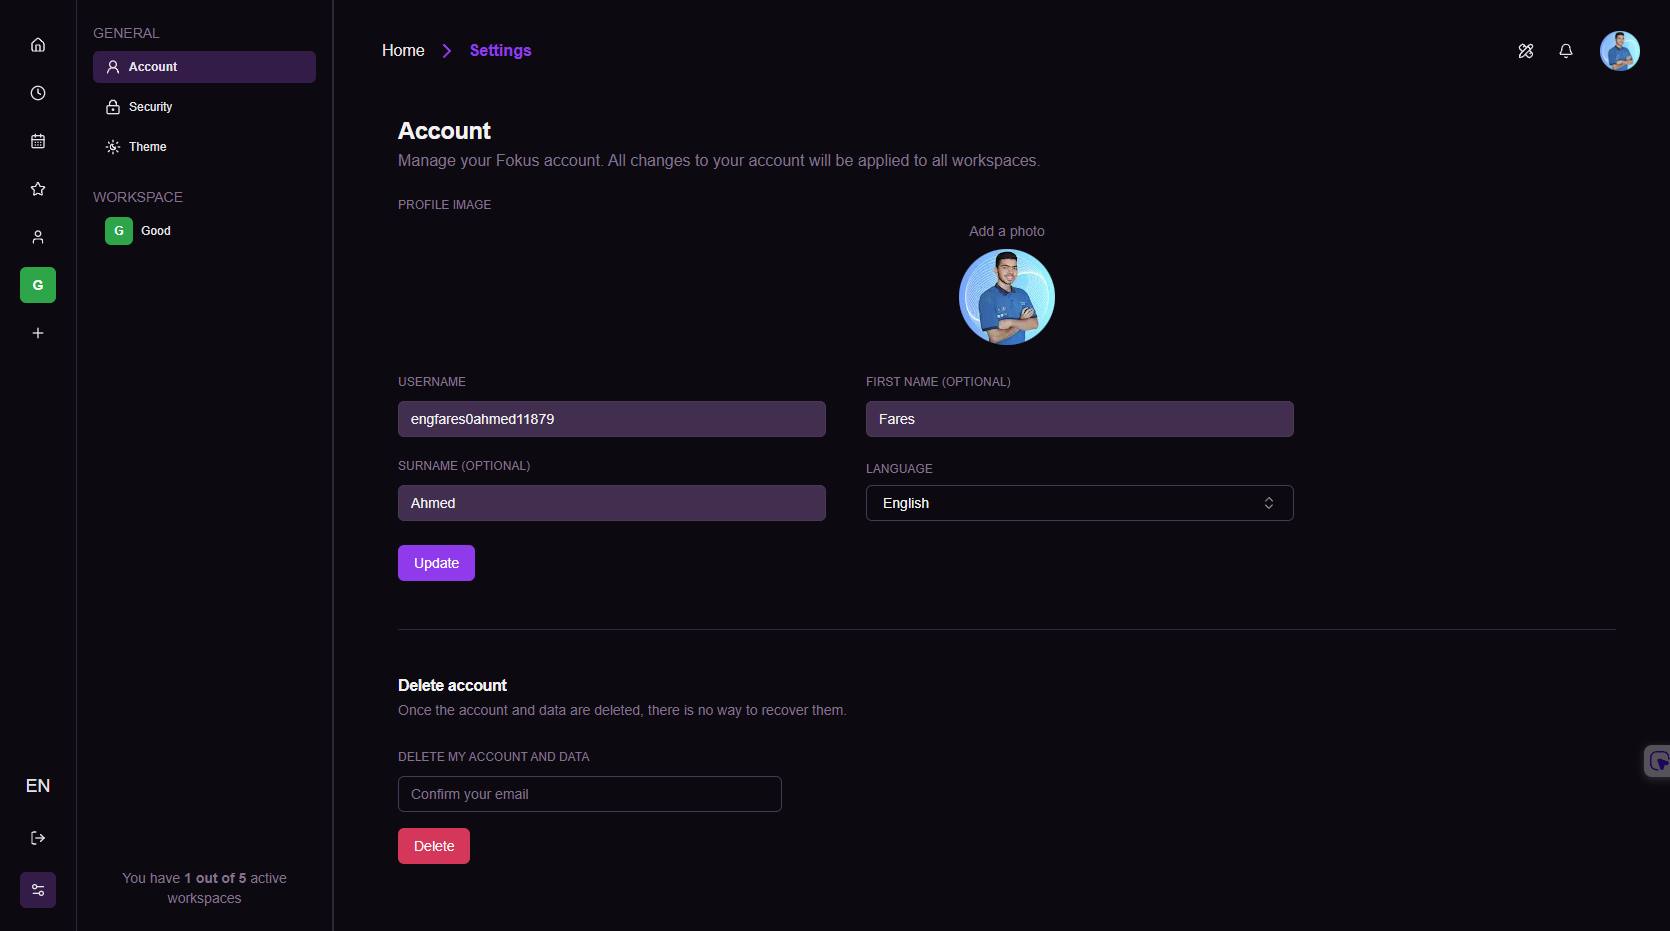 GENERAL
Account
Security
Theme
WORKSPACE
G Good
G
EN
You have 1 out of 5 active
workspaces
Home Settings
Account
Manage your Fokus account. All changes to your account will be applied to all workspaces.
PROFILE IMAGE
Add a photo
USERNAME
engfares0ahmed11879
FIRST NAME (OPTIONAL)
Fares
SURNAME (OPTIONAL)
Ahmed
LANGUAGE
English
Update
Delete account
Once the account and data are deleted, there is no way to recover them.
DELETE MY ACCOUNT AND DATA
Confirm your email
Delete